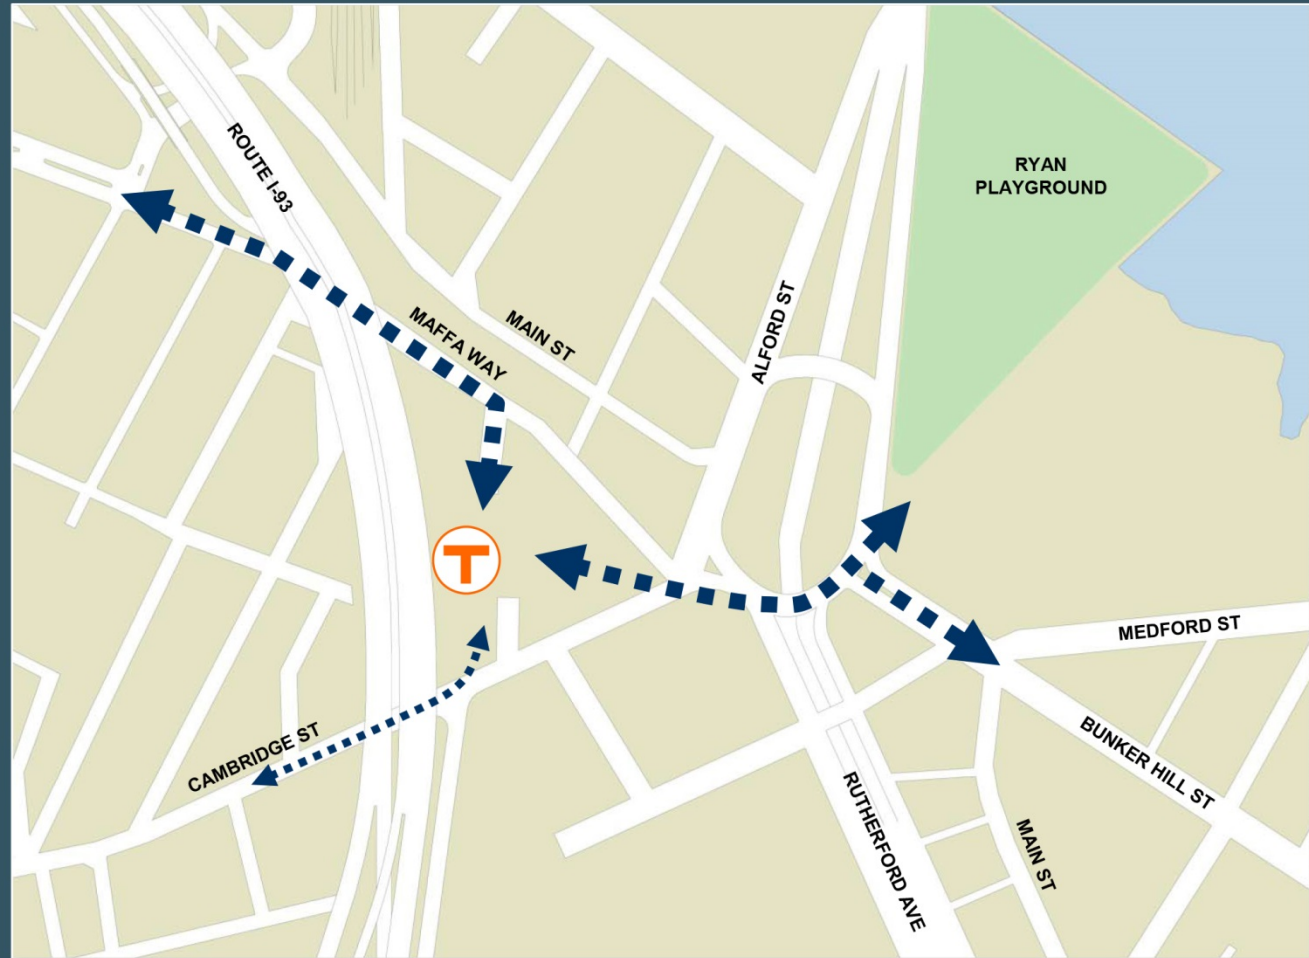 RYAN
PLAYGROUND
ROUTE I-93
MAFFA WAY
MAIN ST
ALFORD ST
T
MEDFORD ST
CAMBRIDGE ST
BUNKER HILL ST
RUTHERFORD AVE
MAIN ST